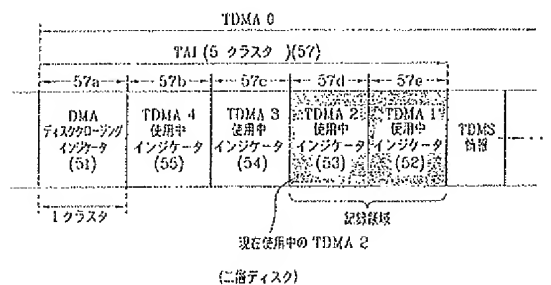 TDMA 0
TAI (5 クラスタ)(57)
57a 57b 57c 57d 57e
DMA
ディスククロージング
インジケータ
(51)
TDMA 4
使用中
インジケータ
(55)
TDMA 3
使用中
インジケータ
(54)
TDMA 2
使用中
インジケータ
(53)
TDMA 1
使用中
インジケータ
(52)
TDMS
情報
1クラスタ
記録領域
現在使用中の TDMA 2
(二層ディスク)